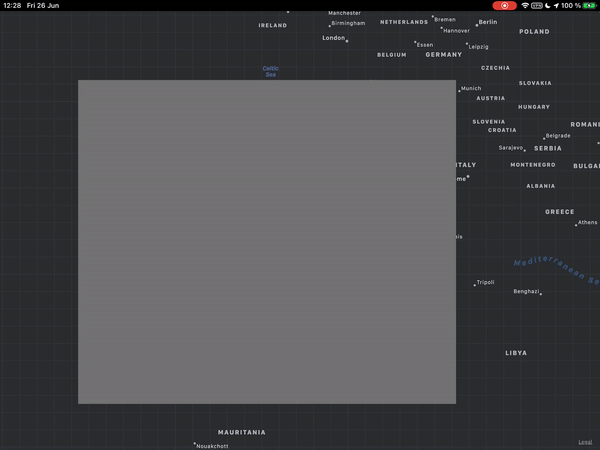 12:28 Fri 26 Jun
VPN 100 %
Manchester
IRELAND
Birmingham
NETHERLANDS
Bremen
Berlin
Hannover
POLAND
London
Essen
Leipzig
BELGIUM
GERMANY
Celtic
Sea
CZECHIA
SLOVAKIA
Munich
AUSTRIA
HUNGARY
SLOVENIA
CROATIA
ROMANI
Belgrade
Sarajevo
SERBIA
ITALY
MONTENEGRO
BULGA
me
ALBANIA
GREECE
Athens
is
Mediterranean Se
Tripoli
Benghazi
LIBYA
MAURITANIA
Nouakchott
Legal